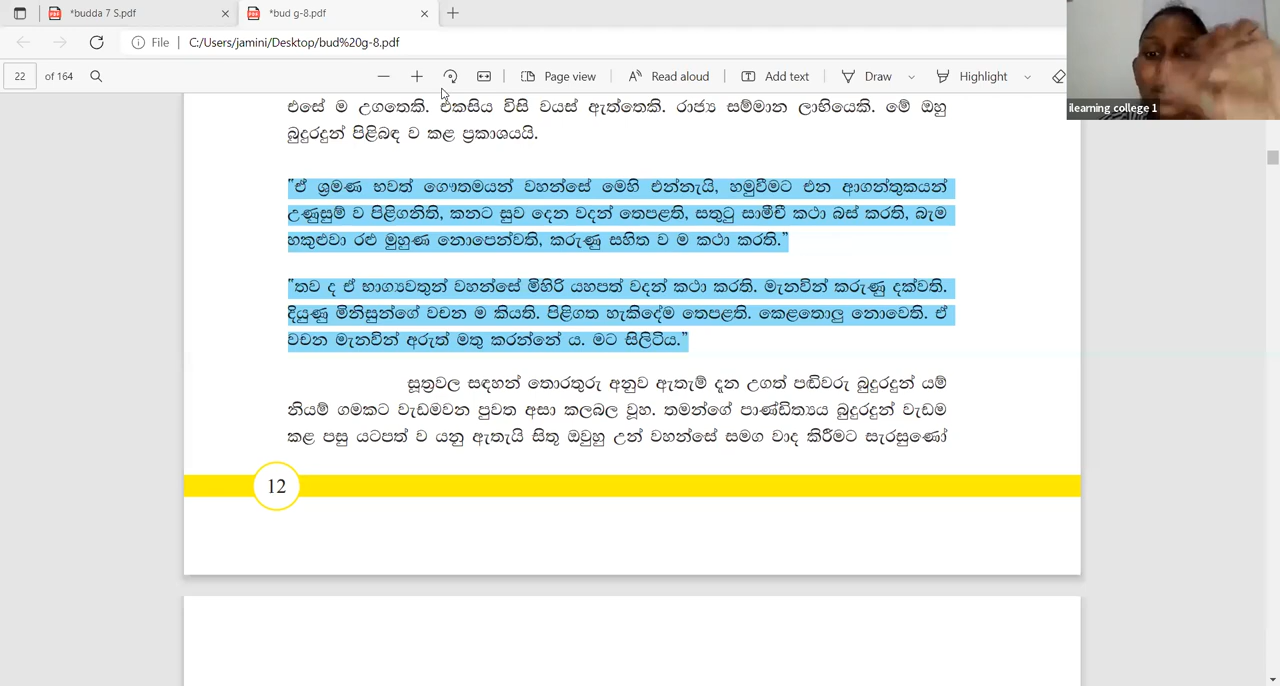 *budda 7 S.pdf
*bud g-8.pdf
File
C:/Users/jamini/Desktop/bud%20g-8.pdf
22 of 164
Page view
Read aloud
Add text
Draw
Highlight
ilearning college 1
එසේ ම උගතෙකි. එකසිය විසි වයස් ඇත්තෙකි. රාජ්‍ය සම්මාන ලාභියෙකි. මේ ඔහු
බුදුරදුන් පිළිබඳ ව කළ ප්‍රකාශයයි.
"ඒ ශ්‍රමණ භවත් ගෞතමයන් වහන්සේ මෙහි එන්නැයි, හමුවීමට එන ආගන්තුකයන්
උණුසුම් ව පිළිගනිති, කනට සුව දෙන වදන් තෙපළති, සතුටු සාමීචි කථා බස් කරති, බැම
හකුළුවා රළු මුහුණ නොපෙන්වති, කරුණු සහිත ව ම කථා කරති."
"තව ද ඒ භාග්‍යවතුන් වහන්සේ මිහිරි යහපත් වදන් කථා කරති. මැනවින් කරුණු දක්වති.
දියුණු මිනිසුන්ගේ වචන ම කියති. පිළිගත හැකිදේම තෙපළති. කෙළතොලු නොවෙති. ඒ
වචන මැනවින් අරුත් මතු කරන්නේ ය. මට සිලිටිය."
සූත්‍රවල සඳහන් තොරතුරු අනුව ඇතැම් දැන උගත් පඬිවරු බුදුරදුන් යම්
නියම් ගමකට වැඩමවන පුවත අසා කලබල වූහ. තමන්ගේ පාණ්ඩිත්‍යය බුදුරදුන් වැඩම
කළ පසු යටපත් ව යනු ඇතැයි සිතූ ඔවුහු උන් වහන්සේ සමග වාද කිරීමට සැරසුණෝ
12